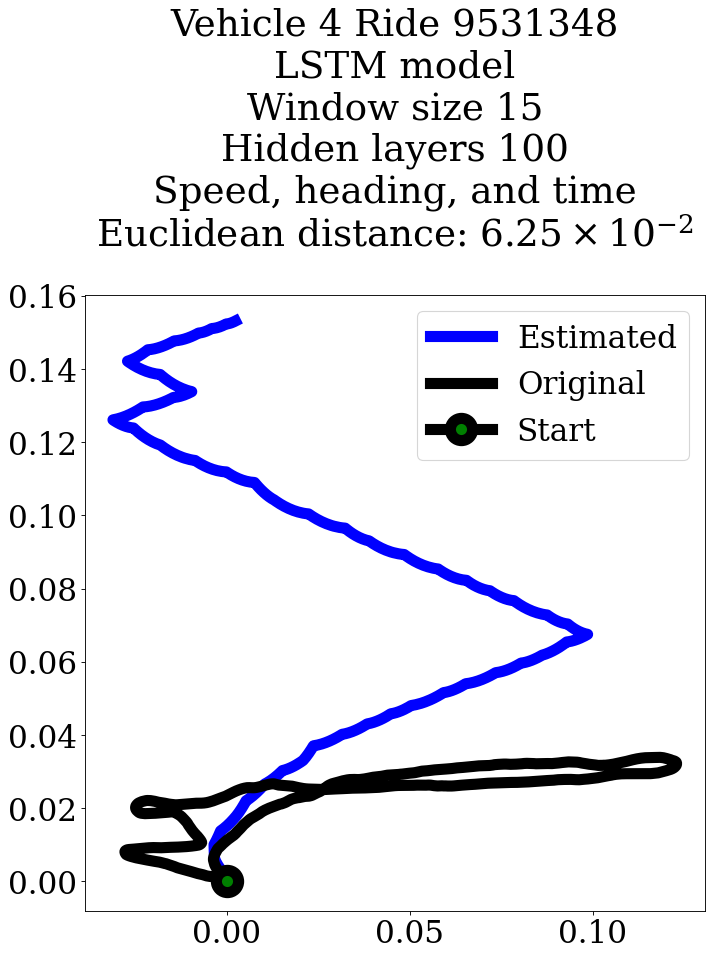 Vehicle 4 Ride 9531348
LSTM model
Window size 15
Hidden layers 100
Speed, heading, and time
Euclidean distance: 6.25 × 10⁻²
0.16
0.14
0.12
0.10
0.08
0.06
0.04
0.02
0.00
Estimated
Original
Start
0.00 0.05 0.10